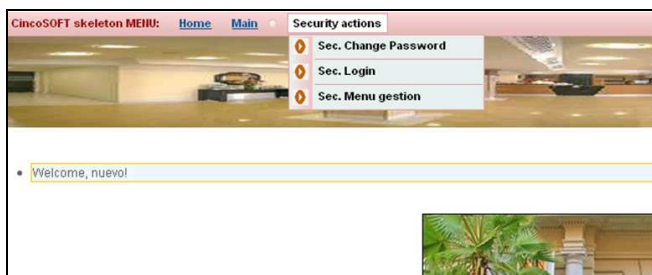 CincoSOFT skeleton MENU: Home Main Security actions
Sec. Change Password
Sec. Login
Sec. Menu gestion
Welcome, nuevo!